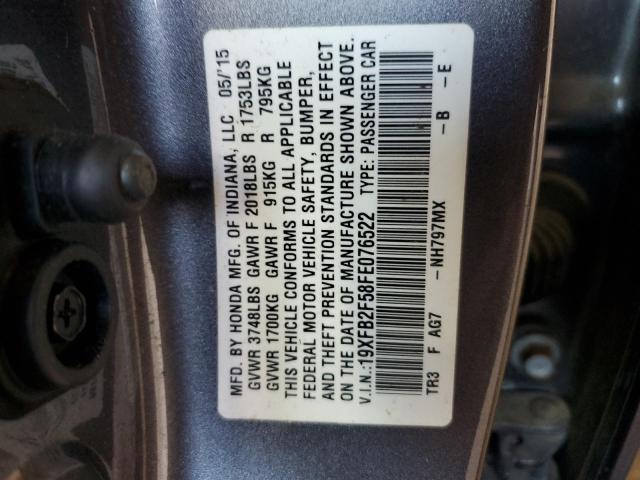 MFD. BY HONDA MFG. OF INDIANA, LLC 05/'15
GVWR 3748LBS GAWR F 2018LBS R 1753LBS
GVWR 1700KG GAWR F 915KG R 795KG
THIS VEHICLE CONFORMS TO ALL APPLICABLE
FEDERAL MOTOR VEHICLE SAFETY, BUMPER,
AND THEFT PREVENTION STANDARDS IN EFFECT
ON THE DATE OF MANUFACTURE SHOWN ABOVE.
V.I.N.:19XFB2F58FE076522 TYPE: PASSENGER CAR
TR3 F AG7 -NH797MX -B -E